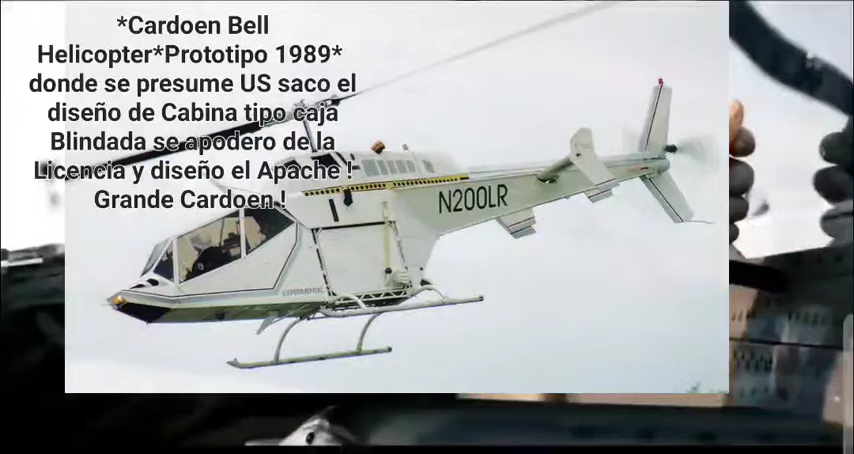 *Cardoen Bell
Helicopter*Prototipo 1989*
donde se presume US saco el
diseño de Cabina tipo caja
Blindada se apodero de la
Licencia y diseño el Apache !
Grande Cardoen !
N200LR
EXPERIMENTAL